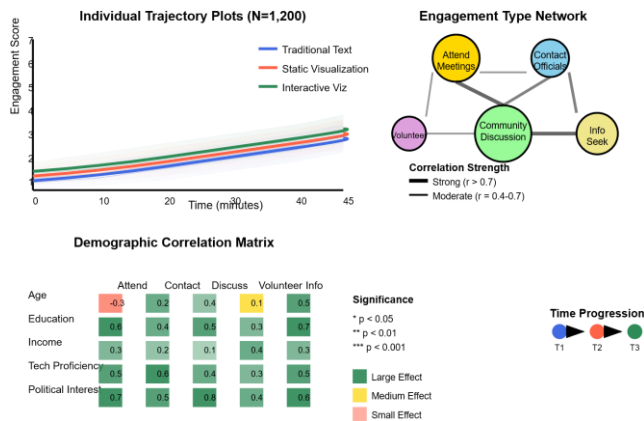 Individual Trajectory Plots (N=1,200)
Engagement Score
7
6
5
4
3
2
1
Traditional Text
Static Visualization
Interactive Viz
0
10
20
30
40
45
Time (minutes)
Engagement Type Network
Attend
Meetings
Contact
Officials
Voluntee
Community
Discussion
Info
Seek
Correlation Strength
Strong (r > 0.7)
Moderate (r = 0.4-0.7)
Demographic Correlation Matrix
Attend Contact Discuss Volunteer Info
Age -0.3 0.2 0.4 0.1 0.5
Education 0.6 0.4 0.5 0.3 0.7
Income 0.3 0.2 0.1 0.4 0.3
Tech Proficiency 0.5 0.6 0.4 0.3 0.5
Political Interest 0.7 0.5 0.8 0.4 0.6
Significance
* p < 0.05
** p < 0.01
*** p < 0.001
Large Effect
Medium Effect
Small Effect
Time Progression
T1 T2 T3